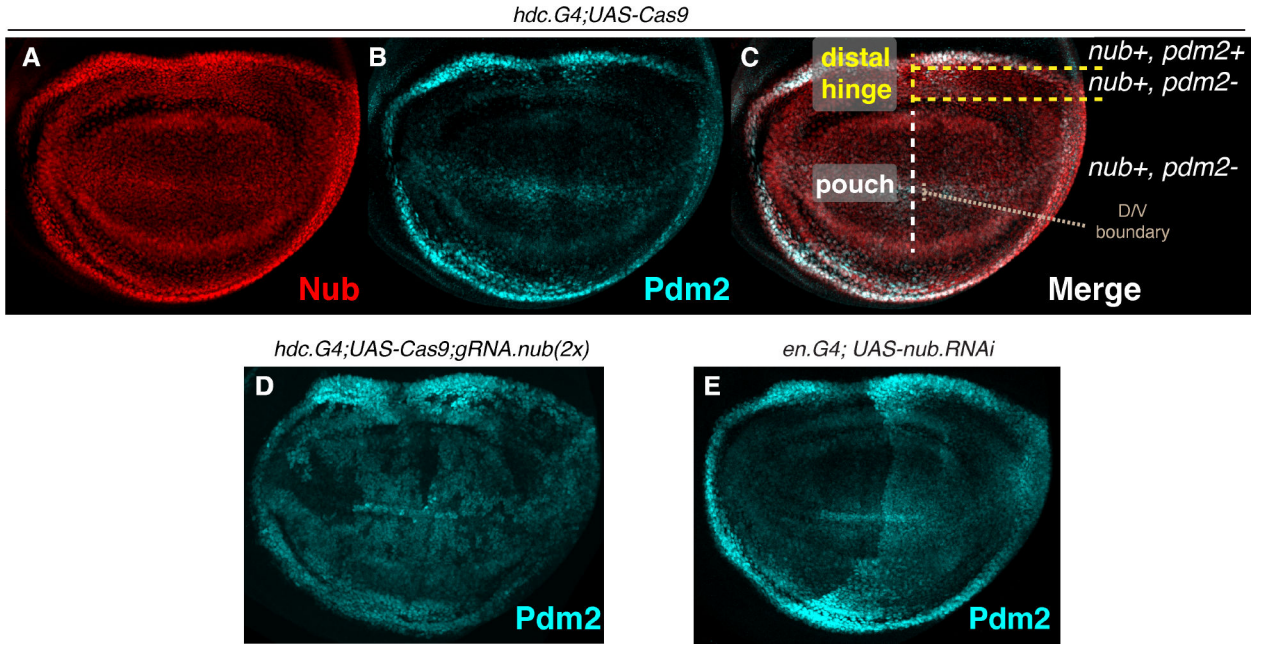 hdc.G4;UAS-Cas9
A
B
C
distal
hinge
nub+, pdm2+
nub+, pdm2-
pouch
nub+, pdm2-
D/V
boundary
Nub
Pdm2
Merge
hdc.G4;UAS-Cas9;gRNA.nub(2x)
en.G4; UAS-nub.RNAi
D
E
Pdm2
Pdm2